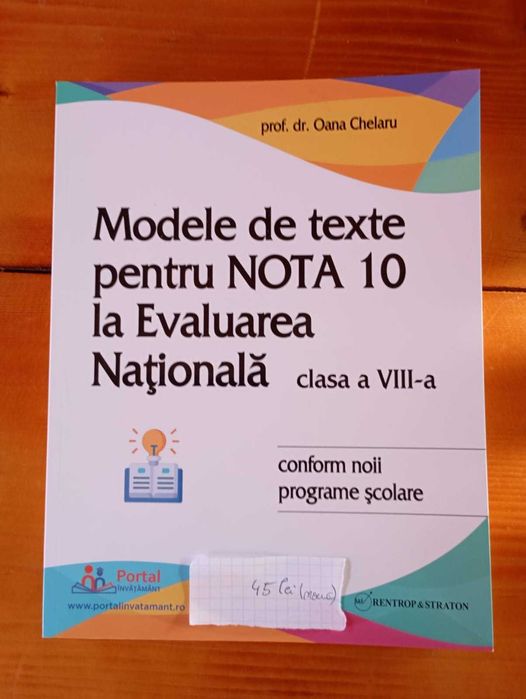 prof. dr. Oana Chelaru
Modele de texte
pentru NOTA 10
la Evaluarea
Naţională clasa a VIII-a
conform noii
programe şcolare
T
Portal
ÎNVĂŢĂMÂNT
www.portalinvatamant.ro
45 lei (nouă)
RENTROP & STRATON